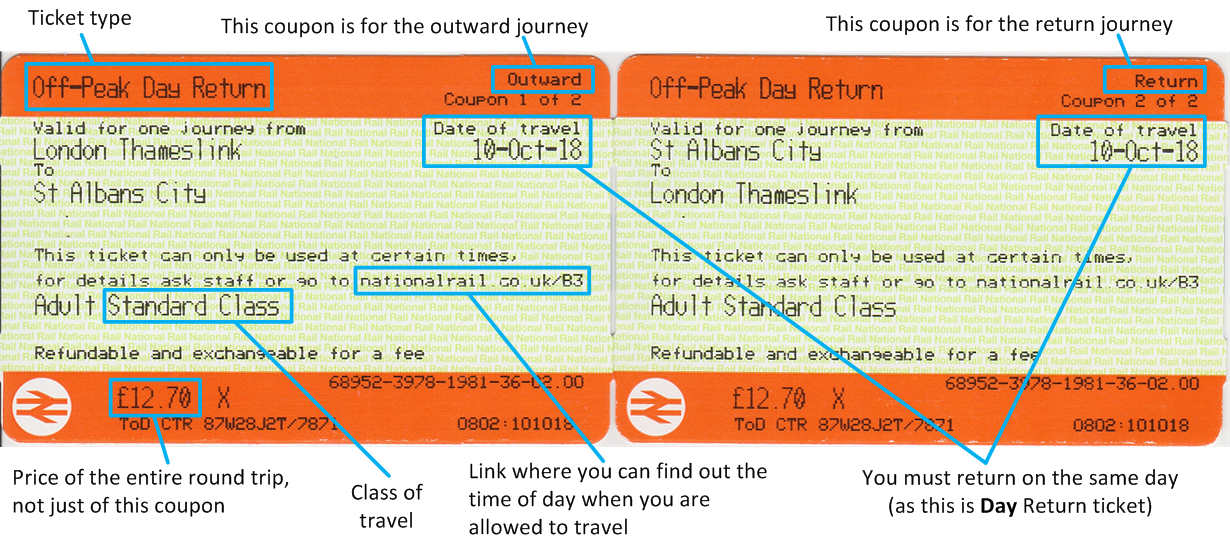 Ticket type
This coupon is for the outward journey
This coupon is for the return journey
Off-Peak Day Return
Outward
Coupon 1 of 2
Valid for one journey from
Date of travel
London Thameslink
10-Oct-18
To
St Albans City
This ticket can only be used at certain times,
for details ask staff or go to nationalrail.co.uk/B3
Adult Standard Class
Refundable and exchangeable for a fee
68952-3978-1981-36-02.00
£12.70 X
ToD CTR 87W28J2T/7871
0802:101018
Off-Peak Day Return
Return
Coupon 2 of 2
Valid for one journey from
Date of travel
St Albans City
10-Oct-18
To
London Thameslink
This ticket can only be used at certain times,
for details ask staff or go to nationalrail.co.uk/B3
Adult Standard Class
Refundable and exchangeable for a fee
68952-3978-1981-36-02.00
£12.70 X
ToD CTR 87W28J2T/7871
0802:101018
Price of the entire round trip,
not just of this coupon
Class of
travel
Link where you can find out the
time of day when you are
allowed to travel
You must return on the same day
(as this is Day Return ticket)